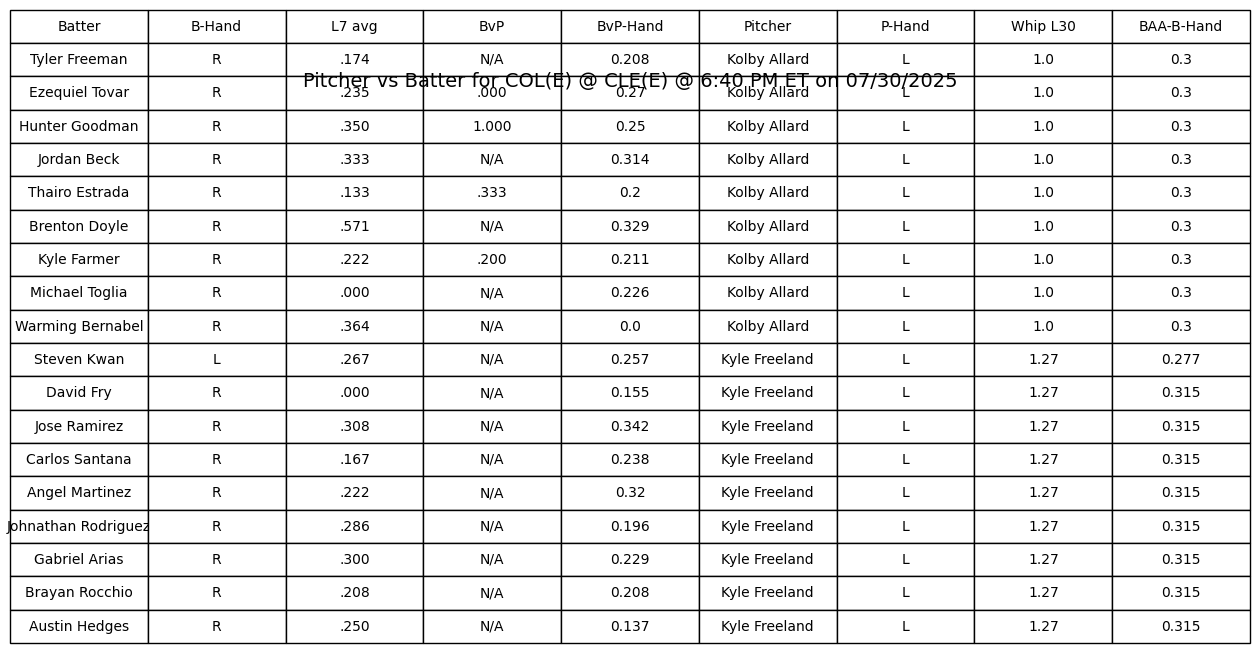 Batter B-Hand L7 avg BvP BvP-Hand Pitcher P-Hand Whip L30 BAA-B-Hand
Tyler Freeman R .174 N/A 0.208 Kolby Allard L 1.0 0.3
Pitcher vs Batter for COL(E) @ CLE(E) @ 6:40 PM ET on 07/30/2025
Ezequiel Tovar R .235 .000 0.27 Kolby Allard L 1.0 0.3
Hunter Goodman R .350 1.000 0.25 Kolby Allard L 1.0 0.3
Jordan Beck R .333 N/A 0.314 Kolby Allard L 1.0 0.3
Thairo Estrada R .133 .333 0.2 Kolby Allard L 1.0 0.3
Brenton Doyle R .571 N/A 0.329 Kolby Allard L 1.0 0.3
Kyle Farmer R .222 .200 0.211 Kolby Allard L 1.0 0.3
Michael Toglia R .000 N/A 0.226 Kolby Allard L 1.0 0.3
Warming Bernabel R .364 N/A 0.0 Kolby Allard L 1.0 0.3
Steven Kwan L .267 N/A 0.257 Kyle Freeland L 1.27 0.277
David Fry R .000 N/A 0.155 Kyle Freeland L 1.27 0.315
Jose Ramirez R .308 N/A 0.342 Kyle Freeland L 1.27 0.315
Carlos Santana R .167 N/A 0.238 Kyle Freeland L 1.27 0.315
Angel Martinez R .222 N/A 0.32 Kyle Freeland L 1.27 0.315
Johnathan Rodriguez R .286 N/A 0.196 Kyle Freeland L 1.27 0.315
Gabriel Arias R .300 N/A 0.229 Kyle Freeland L 1.27 0.315
Brayan Rocchio R .208 N/A 0.208 Kyle Freeland L 1.27 0.315
Austin Hedges R .250 N/A 0.137 Kyle Freeland L 1.27 0.315